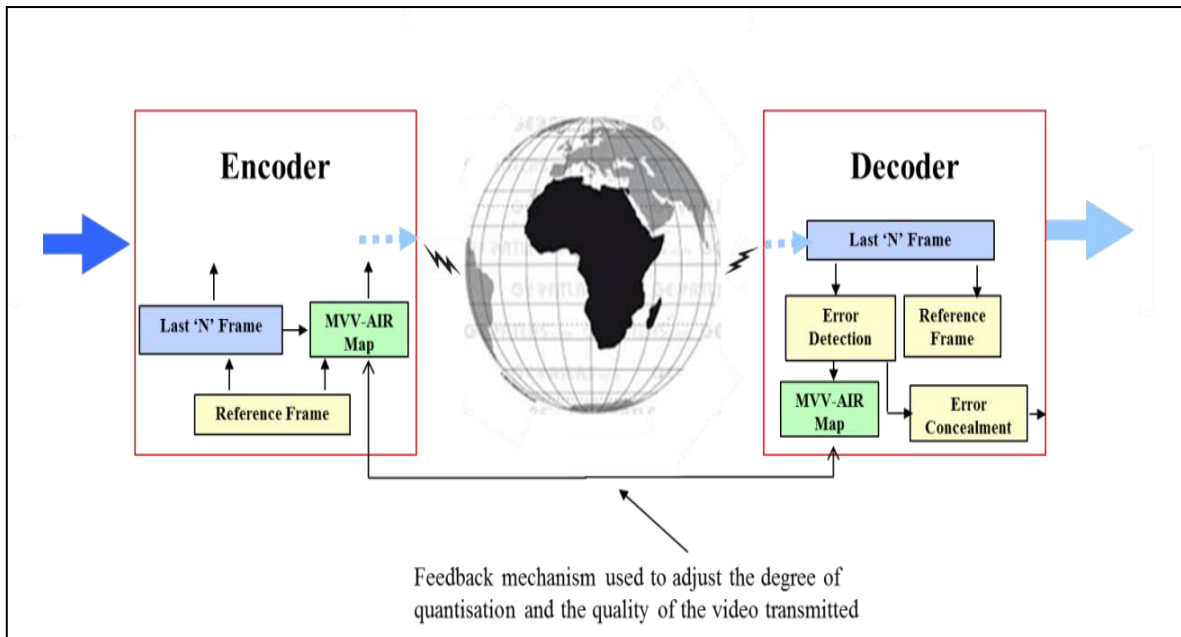 Encoder
Last ‘N’ Frame
MVV-AIR
Map
Reference Frame
Decoder
Last ‘N’ Frame
Error
Detection
Reference
Frame
MVV-AIR
Map
Error
Concealment
Feedback mechanism used to adjust the degree of
quantisation and the quality of the video transmitted